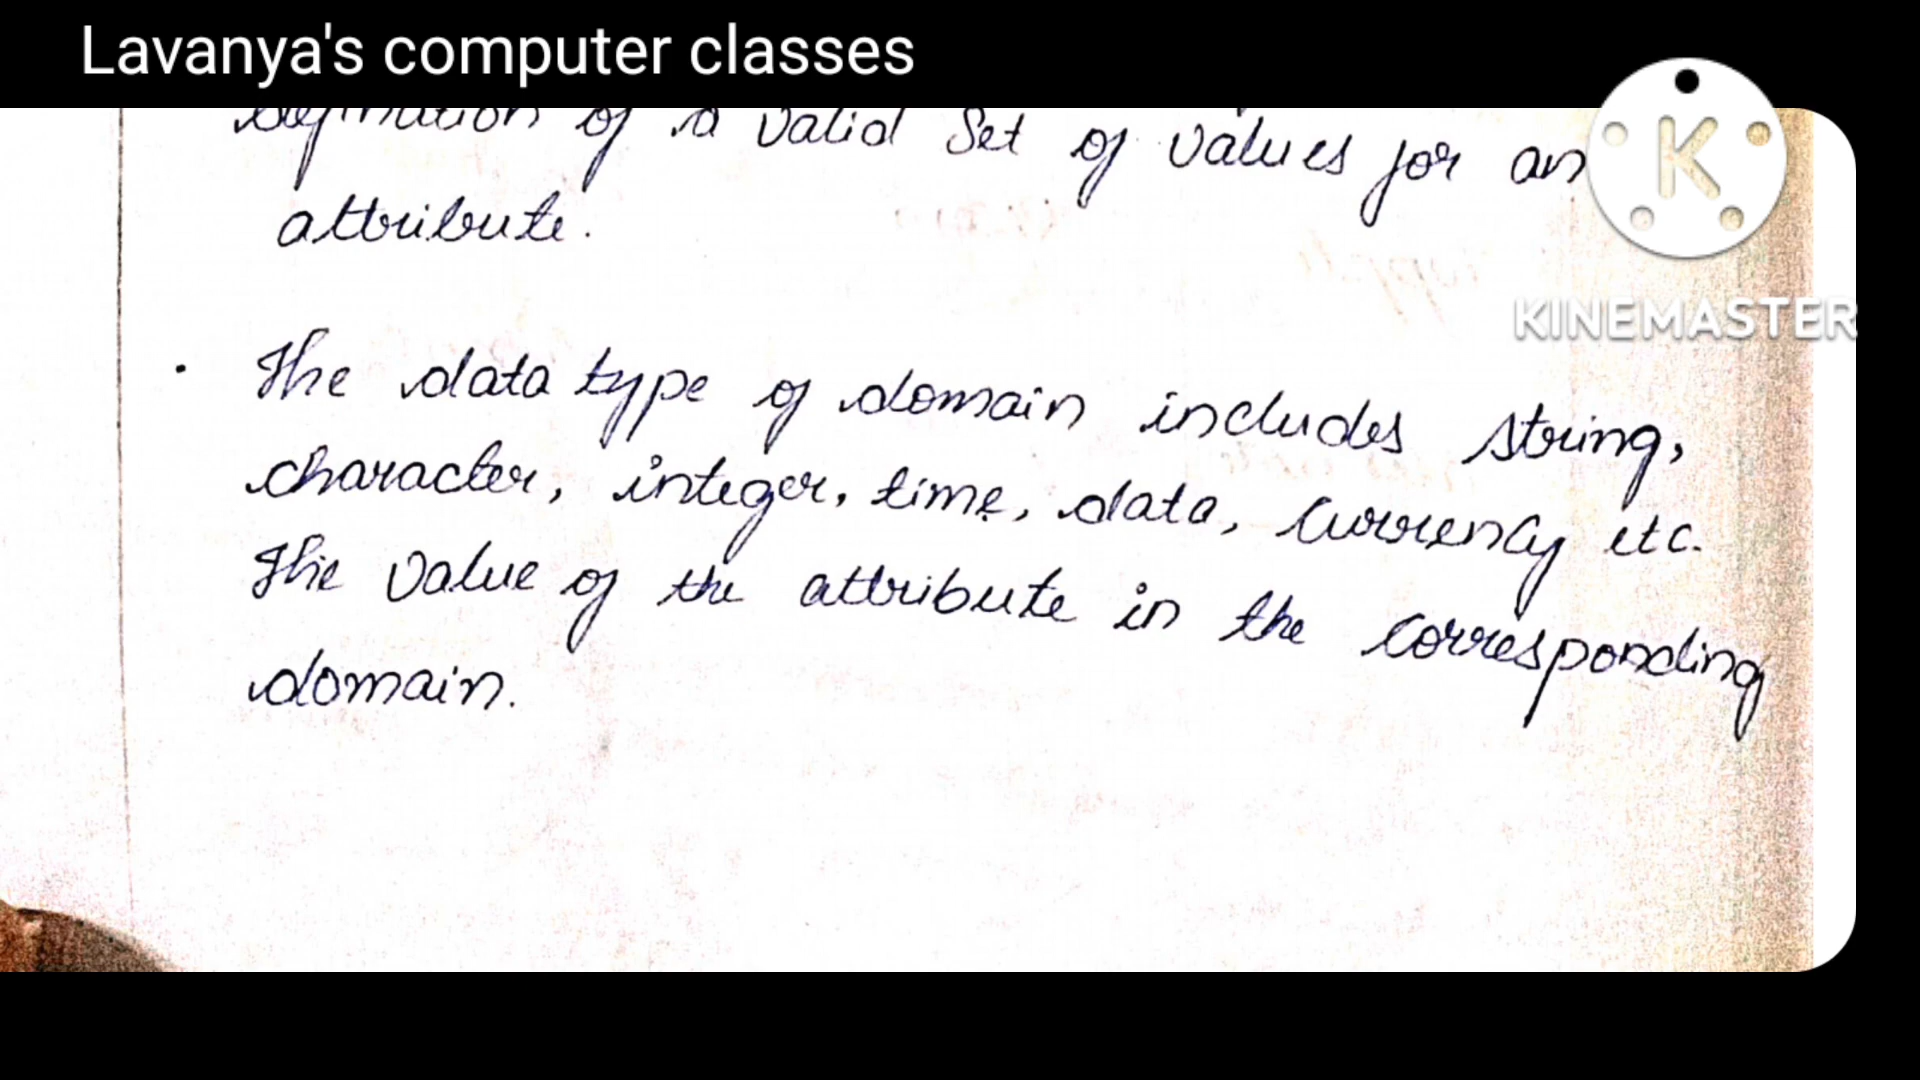 Lavanya's computer classes
definition of a valid set of values for an
attribute.
KINEMASTER
• The data type of domain includes string,
character, integer, time, data, currency etc.
The value of the attribute in the corresponding
domain.